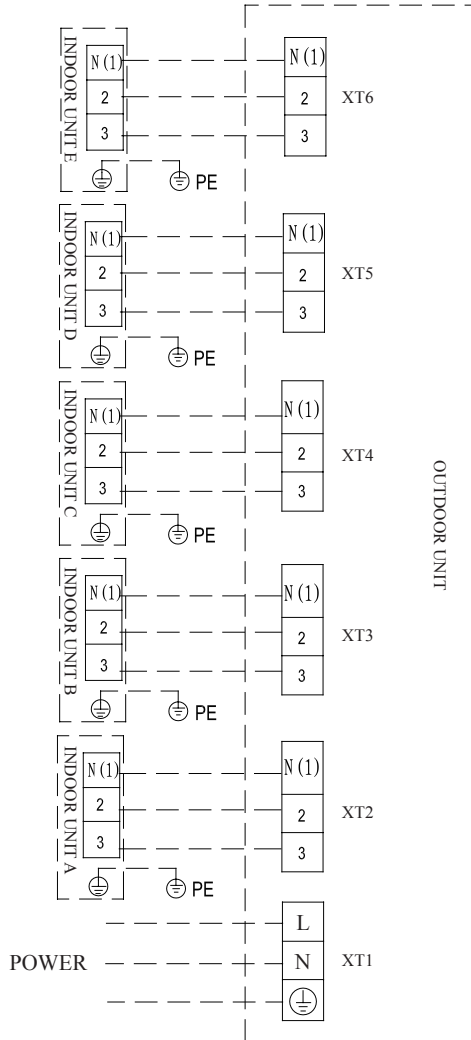 INDOOR UNIT E
N(1)
2
3
PE
N(1)
2
3
XT6
INDOOR UNIT D
N(1)
2
3
PE
N(1)
2
3
XT5
INDOOR UNIT C
N(1)
2
3
PE
N(1)
2
3
XT4
INDOOR UNIT B
N(1)
2
3
PE
N(1)
2
3
XT3
INDOOR UNIT A
N(1)
2
3
PE
N(1)
2
3
XT2
POWER
L
N
XT1
OUTDOOR UNIT